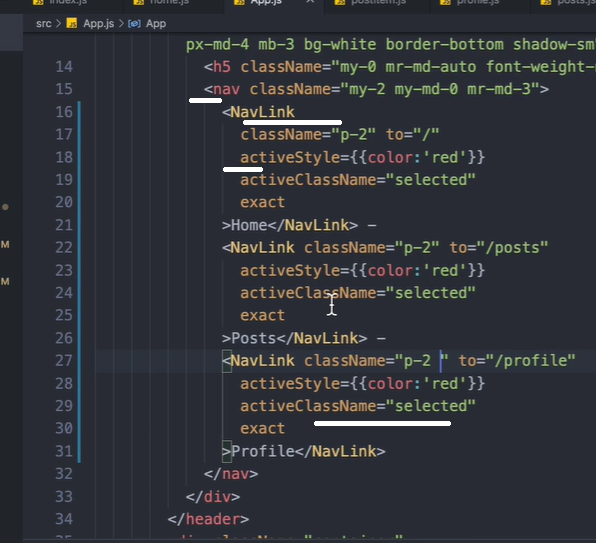 index.js home.js App.js × postitem.js profile.js posts.js
src > App.js > App
px-md-4 mb-3 bg-white border-bottom shadow-sm"
14 <h5 className="my-0 mr-md-auto font-weight-
15 <nav className="my-2 my-md-0 mr-md-3">
16 <NavLink
17 className="p-2" to="/"
18 activeStyle={{color:'red'}}
19 activeClassName="selected"
20 exact
21 >Home</NavLink> –
22 <NavLink className="p-2" to="/posts"
23 activeStyle={{color:'red'}}
24 activeClassName="selected"
25 exact
M
26 >Posts</NavLink> –
M
27 <NavLink className="p-2 " to="/profile"
28 activeStyle={{color:'red'}}
29 activeClassName="selected"
30 exact
31 >Profile</NavLink>
32 </nav>
33 </div>
34 </header>
35